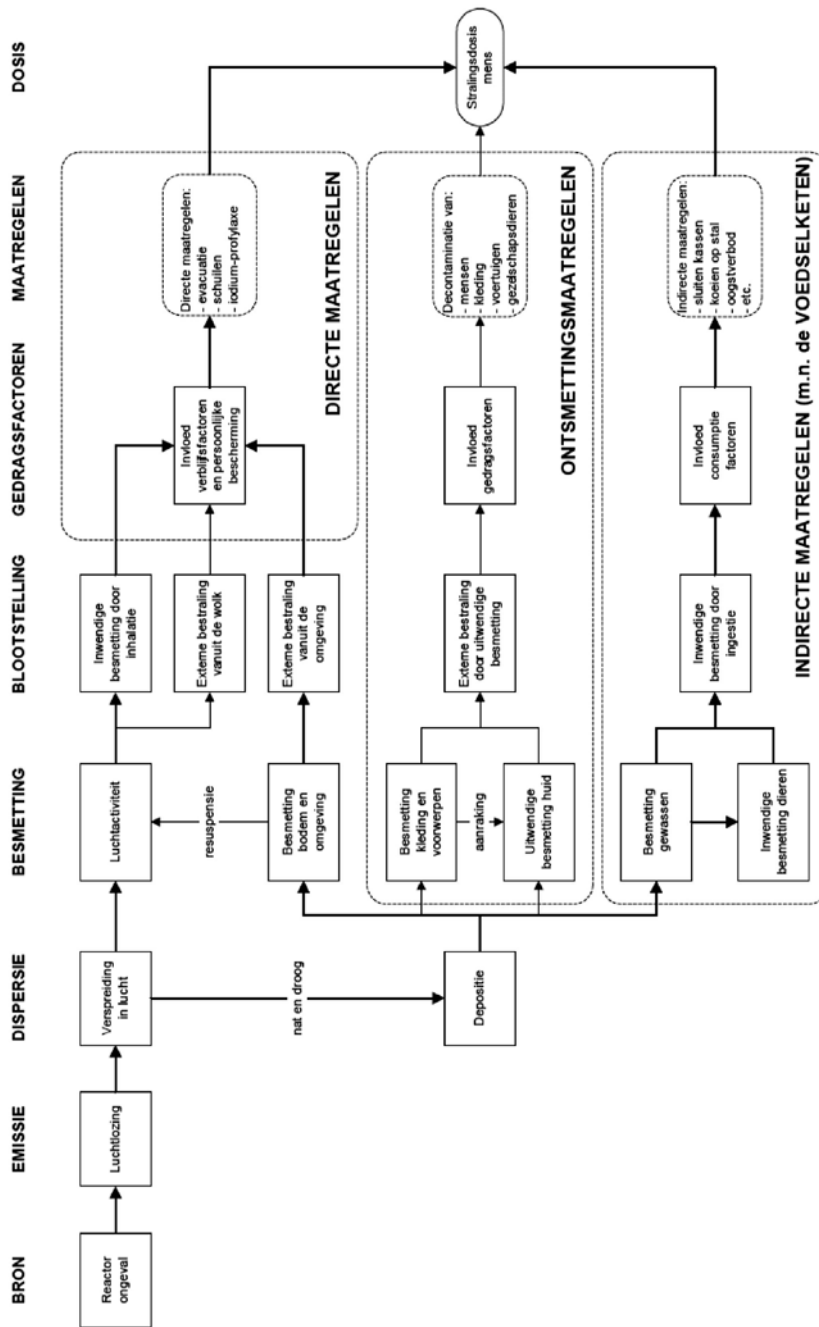 BRON
EMISSIE
DISPERSIE
BESMETTING
BLOOTSTELLING
GEDRAGSFACTOREN
MAATREGELEN
DOSIS
Reactor
ongeval
Luchtlozing
Verspreiding
in lucht
Luchtactiviteit
Inwendige
besmetting door
inhalatie
Externe bestraling
vanuit de wolk
resuspensie
Besmetting
bodem en
omgeving
Externe bestraling
vanuit de
omgeving
Invloed
verblijfsfactoren
en persoonlijke
bescherming
Directe maatregelen:
- evacuatie
- schuilen
- iodium-profylaxe
DIRECTE MAATREGELEN
nat en droog
Depositie
Besmetting
kleding en
voorwerpen
aanraking
Uitwendige
besmetting huid
Externe bestraling
door uitwendige
besmetting
Invloed
gedragsfactoren
Decontaminatie van:
- mensen
- kleding
- voertuigen
- gezelschapsdieren
Stralingsdosis
mens
ONTSMETTINGSMAATREGELEN
Besmetting
gewassen
Inwendige
besmetting dieren
Inwendige
besmetting door
ingestie
Invloed
consumptie
factoren
Indirecte maatregelen:
- sluiten kassen
- koeien op stal
- oogstverbod
- etc.
INDIRECTE MAATREGELEN (m.n. de VOEDSELKETEN)